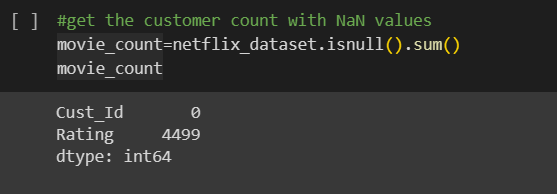 [ ] #get the customer count with NaN values
movie_count=netflix_dataset.isnull().sum()
movie_count
Cust_Id 0
Rating 4499
dtype: int64